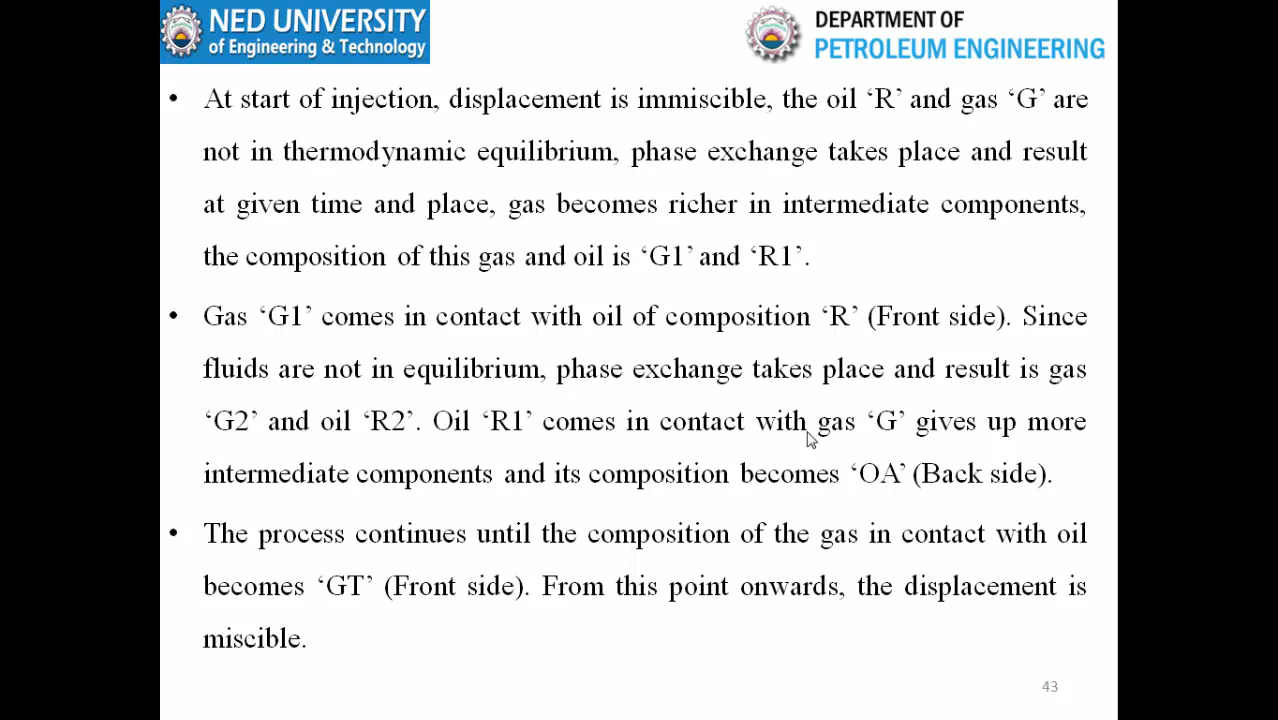 NED UNIVERSITY
of Engineering & Technology
DEPARTMENT OF
PETROLEUM ENGINEERING
• At start of injection, displacement is immiscible, the oil ‘R’ and gas ‘G’ are
not in thermodynamic equilibrium, phase exchange takes place and result
at given time and place, gas becomes richer in intermediate components,
the composition of this gas and oil is ‘G1’ and ‘R1’.
• Gas ‘G1’ comes in contact with oil of composition ‘R’ (Front side). Since
fluids are not in equilibrium, phase exchange takes place and result is gas
‘G2’ and oil ‘R2’. Oil ‘R1’ comes in contact with gas ‘G’ gives up more
intermediate components and its composition becomes ‘OA’ (Back side).
• The process continues until the composition of the gas in contact with oil
becomes ‘GT’ (Front side). From this point onwards, the displacement is
miscible.
43